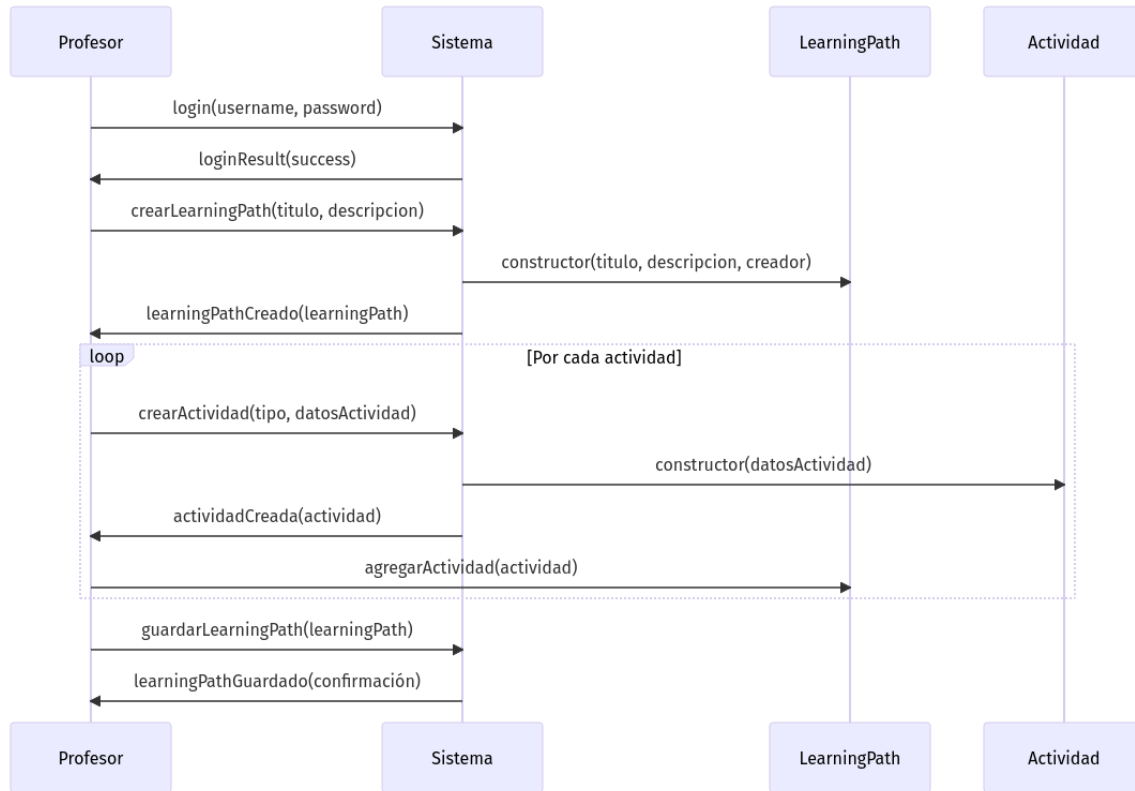 Profesor Sistema LearningPath Actividad
login(username, password)
loginResult(success)
crearLearningPath(titulo, descripcion)
constructor(titulo, descripcion, creador)
learningPathCreado(learningPath)
loop [Por cada actividad]
crearActividad(tipo, datosActividad)
constructor(datosActividad)
actividadCreada(actividad)
agregarActividad(actividad)
guardarLearningPath(learningPath)
learningPathGuardado(confirmación)
Profesor Sistema LearningPath Actividad